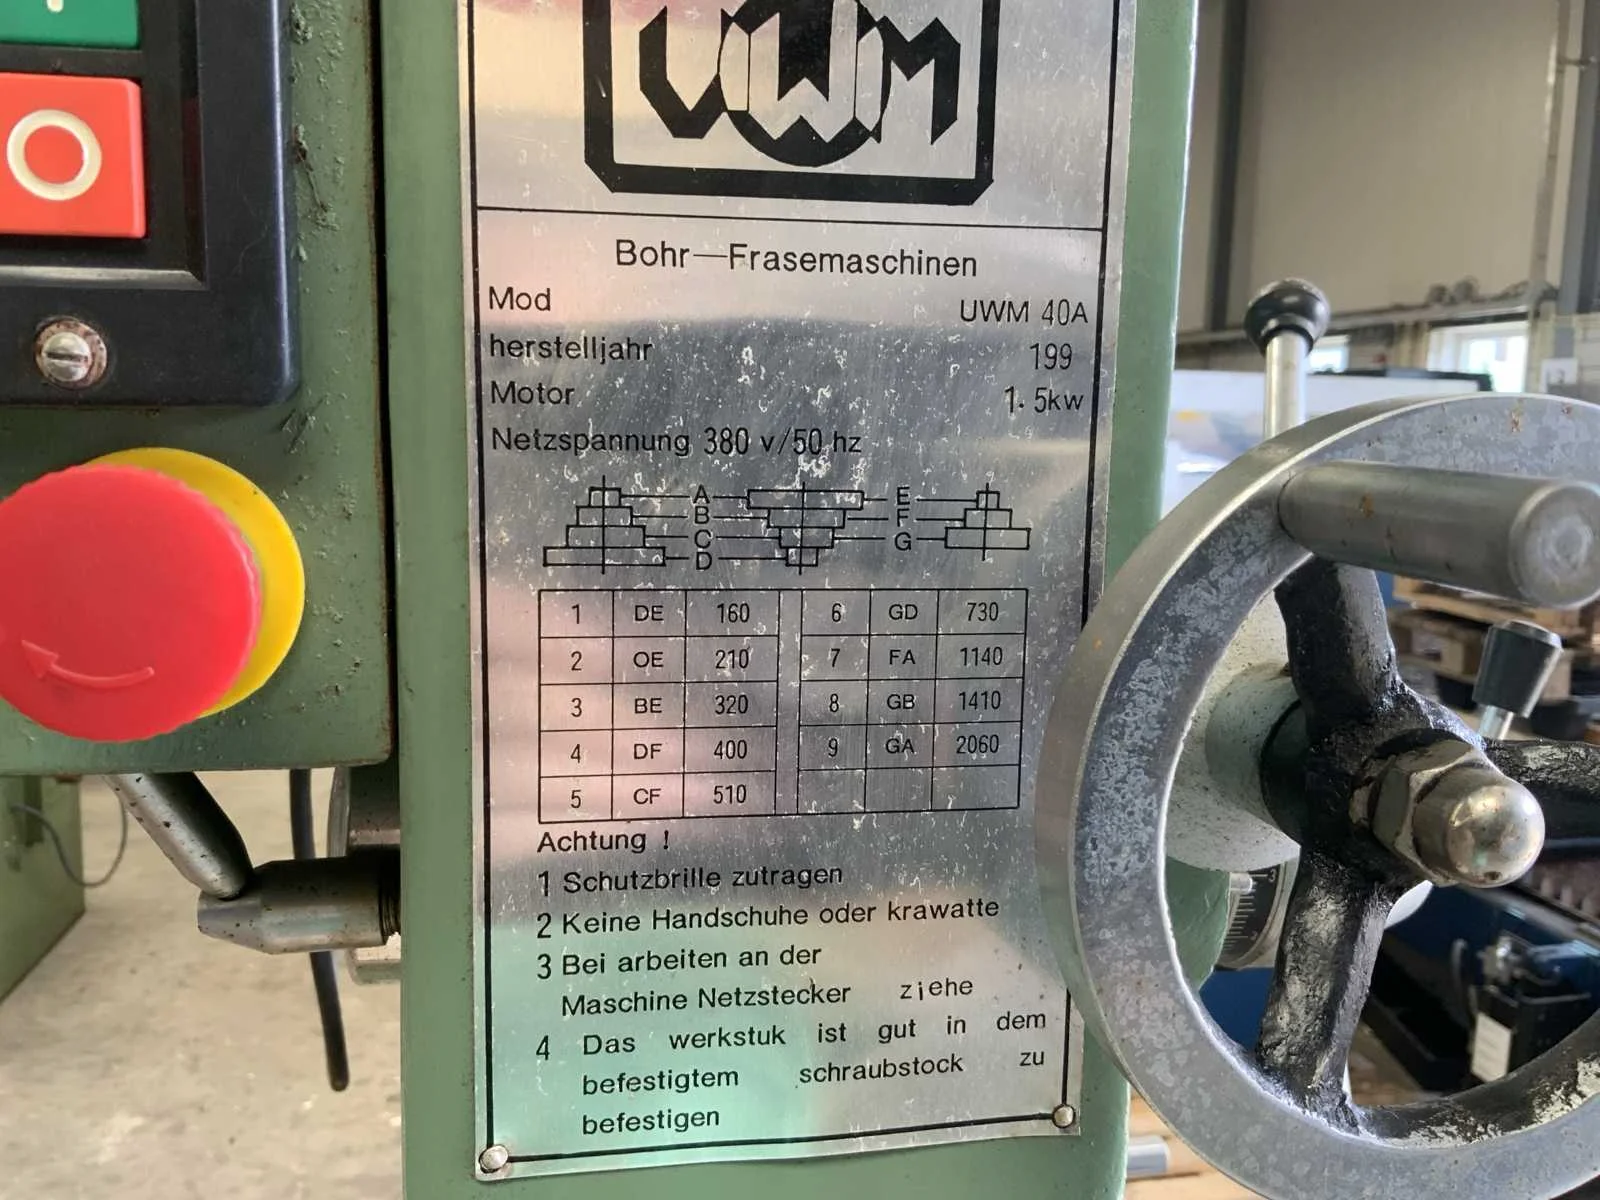 UWM
Bohr—Frasemaschinen
Mod UWM 40A
herstelljahr 199
Motor 1.5kw
Netzspannung 380 v/50 hz
A E
B F
C G
D
1 DE 160 6 GD 730
2 OE 210 7 FA 1140
3 BE 320 8 GB 1410
4 DF 400 9 GA 2060
5 CF 510
Achtung !
1 Schutzbrille zutragen
2 Keine Handschuhe oder krawatte
3 Bei arbeiten an der
Maschine Netzstecker ziehe
4 Das werkstuk ist gut in dem
befestigtem schraubstock zu
befestigen